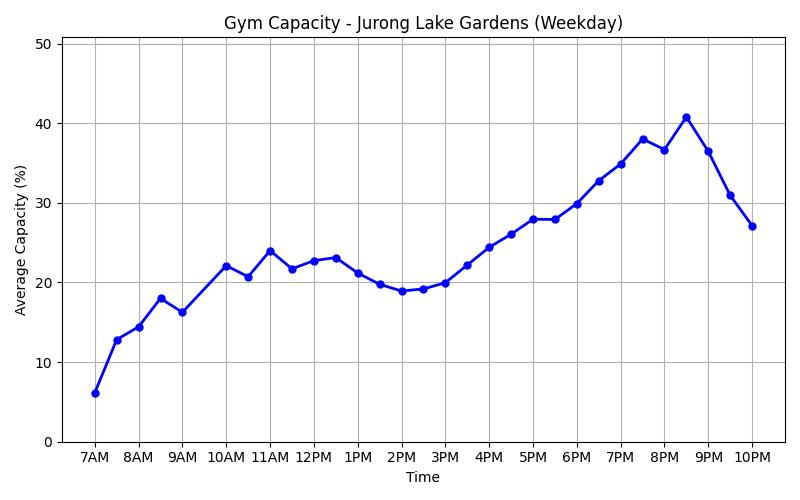 Gym Capacity - Jurong Lake Gardens (Weekday)
50
40
30
20
10
0
Average Capacity (%)
7AM 8AM 9AM 10AM 11AM 12PM 1PM 2PM 3PM 4PM 5PM 6PM 7PM 8PM 9PM 10PM
Time